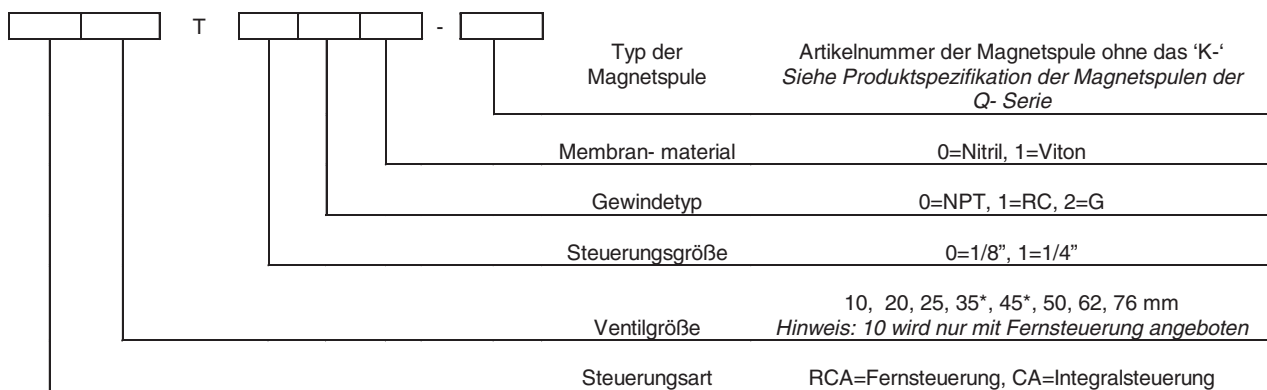 T -
Typ der Magnetspule
Artikelnummer der Magnetspule ohne das ‘K-‘
Siehe Produktspezifikation der Magnetspulen der Q- Serie
Membran- material 0=Nitril, 1=Viton
Gewindetyp 0=NPT, 1=RC, 2=G
Steuerungsgröße 0=1/8”, 1=1/4”
10, 20, 25, 35*, 45*, 50, 62, 76 mm
Ventilgröße Hinweis: 10 wird nur mit Fernsteuerung angeboten
Steuerungsart RCA=Fernsteuerung, CA=Integralsteuerung